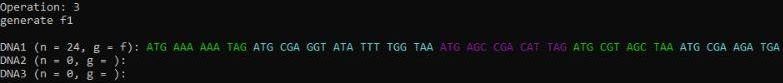 Operation: 3
generate f1
DNA1 (n = 24, g = f): ATG AAA AAA TAG ATG CGA GGT ATA TTT TGG TAA ATG AGC CGA CAT TAG ATG CGT AGC TAA ATG CGA AGA TGA
DNA2 (n = 0, g = ):
DNA3 (n = 0, g = ):